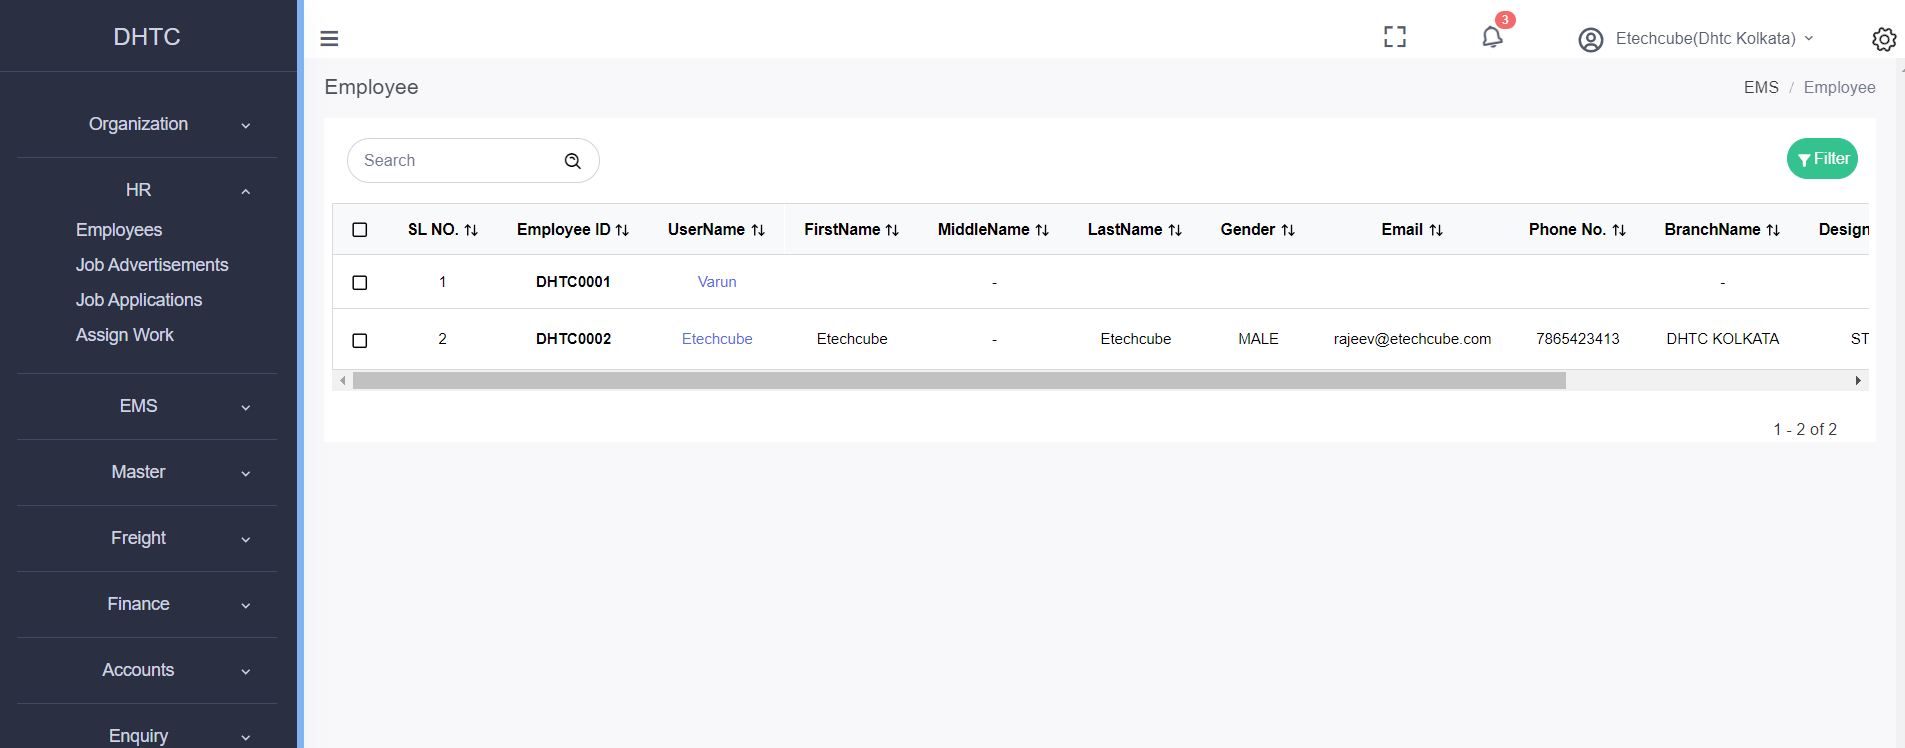 DHTC
Organization
HR
Employees
Job Advertisements
Job Applications
Assign Work
EMS
Master
Freight
Finance
Accounts
Enquiry
3
Etechcube(Dhtc Kolkata)
Employee
EMS / Employee
Search
Filter
SL NO. Employee ID UserName FirstName MiddleName LastName Gender Email Phone No. BranchName Design
1 DHTC0001 Varun - -
2 DHTC0002 Etechcube Etechcube - Etechcube MALE rajeev@etechcube.com 7865423413 DHTC KOLKATA ST
1 - 2 of 2